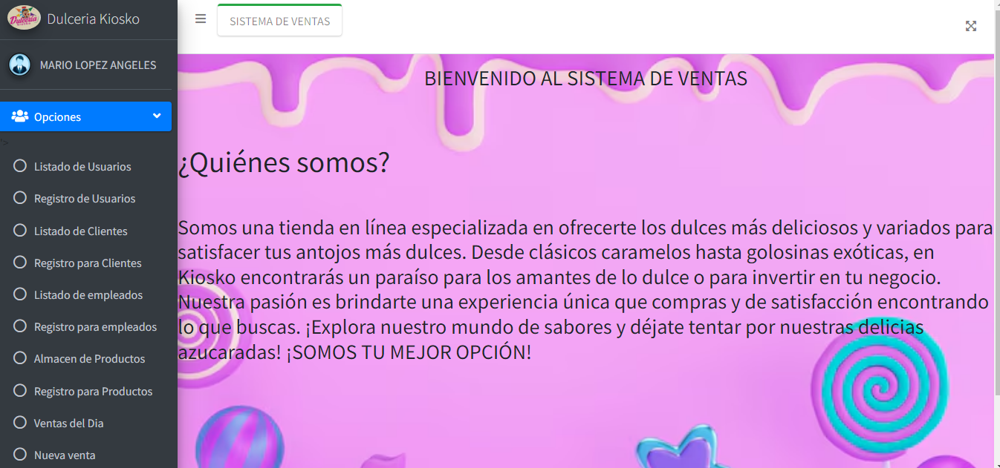 Dulceria
KIOSKO
Dulceria Kiosko
SISTEMA DE VENTAS
MARIO LOPEZ ANGELES
Opciones
">
Listado de Usuarios
Registro de Usuarios
Listado de Clientes
Registro para Clientes
Listado de empleados
Registro para empleados
Almacen de Productos
Registro para Productos
Ventas del Dia
Nueva venta
BIENVENIDO AL SISTEMA DE VENTAS
¿Quiénes somos?
Somos una tienda en línea especializada en ofrecerte los dulces más deliciosos y variados para
satisfacer tus antojos más dulces. Desde clásicos caramelos hasta golosinas exóticas, en
Kiosko encontrarás un paraíso para los amantes de lo dulce o para invertir en tu negocio.
Nuestra pasión es brindarte una experiencia única que compras y de satisfacción encontrando
lo que buscas. ¡Explora nuestro mundo de sabores y déjate tentar por nuestras delicias
azucaradas! ¡SOMOS TU MEJOR OPCIÓN!